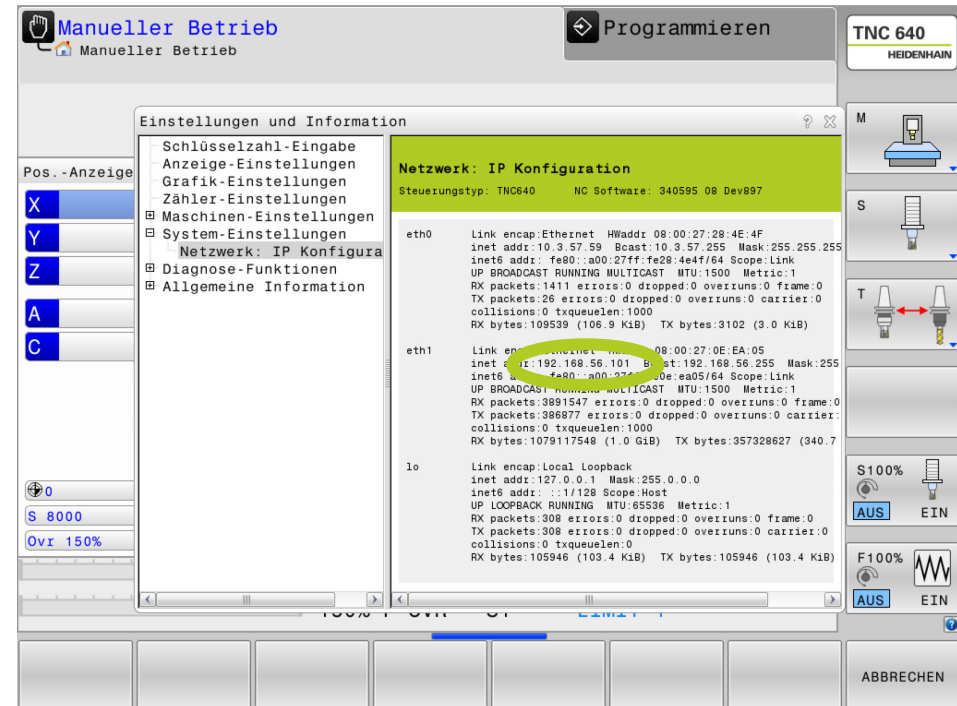 Manueller Betrieb
Manueller Betrieb
Programmieren
TNC 640
HEIDENHAIN
Einstellungen und Informati on
Schlüsselzahl-Eingabe
Anzeige-Einstellungen
Grafik-Einstellungen
Zähler-Einstellungen
Maschinen-Einstellungen
System-Einstellungen
Netzwerk: IP Konfigura
Diagnose-Funktionen
Allgemeine Information
Netzwerk: IP Konfiguration
Steuerungstyp: TNC640 NC Software: 340595 08 Dev897
eth0 Link encap:Ethernet HWaddr 08:00:27:28:4E:4F
inet addr:10.3.57.59 Bcast:10.3.57.255 Mask:255.255.255
inet6 addr: fe80::a00:27ff:fe28:4e4f/64 Scope:Link
UP BROADCAST RUNNING MULTICAST MTU:1500 Metric:1
RX packets:1411 errors:0 dropped:0 overruns:0 frame:0
TX packets:26 errors:0 dropped:0 overruns:0 carrier:0
collisions:0 txqueuelen:1000
RX bytes:109539 (106.9 KiB) TX bytes:3102 (3.0 KiB)
eth1 Link 08:00:27:0E:EA:05
inet 192.168.56.101 192.168.56.255 Mask:255
inet6 Scope:Link
UP BROADCAST RUNNING MULTICAST MTU:1500 Metric:1
RX packets:3891547 errors:0 dropped:0 overruns:0 frame:0
TX packets:386877 errors:0 dropped:0 overruns:0 carrier:
collisions:0 txqueuelen:1000
RX bytes:1079117548 (1.0 GiB) TX bytes:357328627 (340.7
lo Link encap:Local Loopback
inet addr:127.0.0.1 Mask:255.0.0.0
inet6 addr: ::1/128 Scope:Host
UP LOOPBACK RUNNING MTU:65536 Metric:1
RX packets:308 errors:0 dropped:0 overruns:0 frame:0
TX packets:308 errors:0 dropped:0 overruns:0 carrier:0
collisions:0 txqueuelen:0
RX bytes:105946 (103.4 KiB) TX bytes:105946 (103.4 KiB)
Pos.-Anzeige
X
Y
Z
A
C
0
S 8000
Ovr 150%
M
S
T
S100%
AUS EIN
F100%
AUS EIN
ABBRECHEN